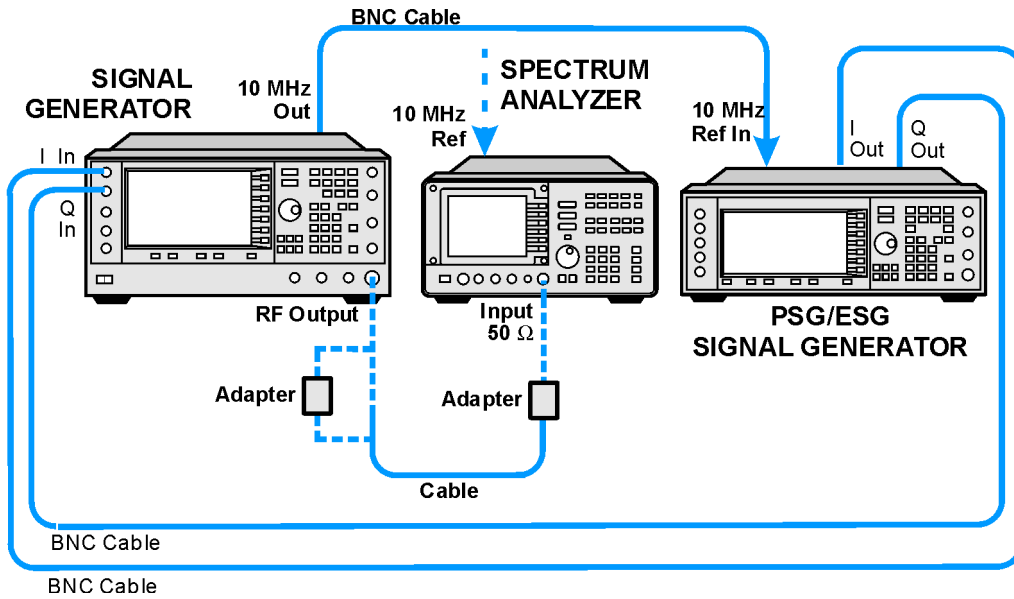 BNC Cable
SIGNAL
GENERATOR
10 MHz
Out
SPECTRUM
ANALYZER
10 MHz
Ref
10 MHz
Ref In
I
Out
Q
Out
I In
Q
In
RF Output
Input
50 Ω
PSG/ESG
SIGNAL GENERATOR
Adapter
Adapter
Cable
BNC Cable
BNC Cable